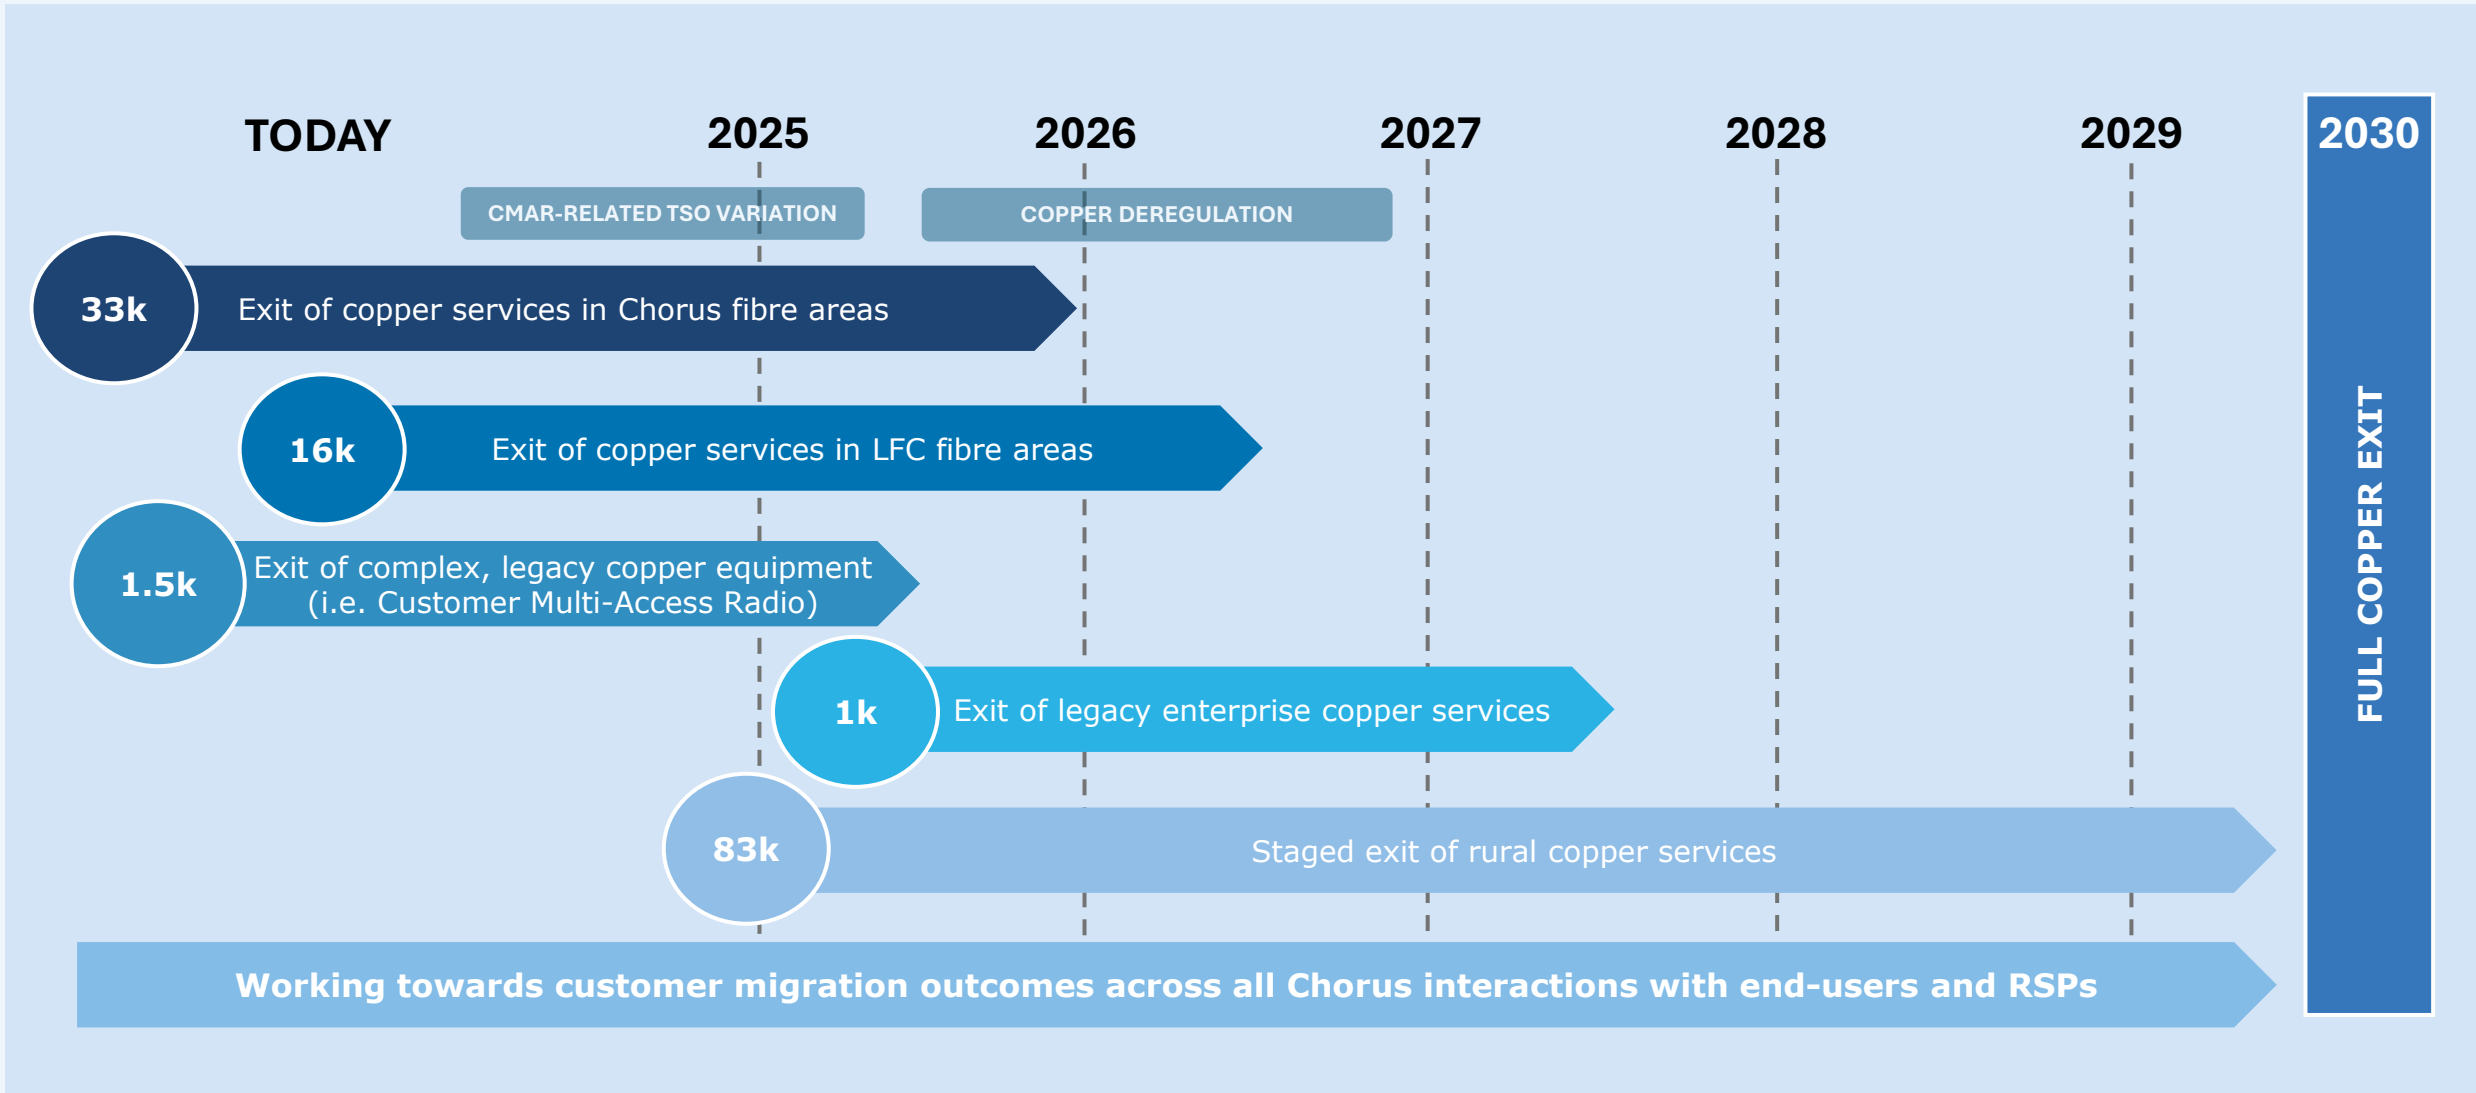 TODAY
2025
2026
2027
2028
2029
2030
CMAR-RELATED TSO VARIATION
COPPER DEREGULATION
33k
Exit of copper services in Chorus fibre areas
16k
Exit of copper services in LFC fibre areas
1.5k
Exit of complex, legacy copper equipment
(i.e. Customer Multi-Access Radio)
1k
Exit of legacy enterprise copper services
83k
Staged exit of rural copper services
Working towards customer migration outcomes across all Chorus interactions with end-users and RSPs
FULL COPPER EXIT